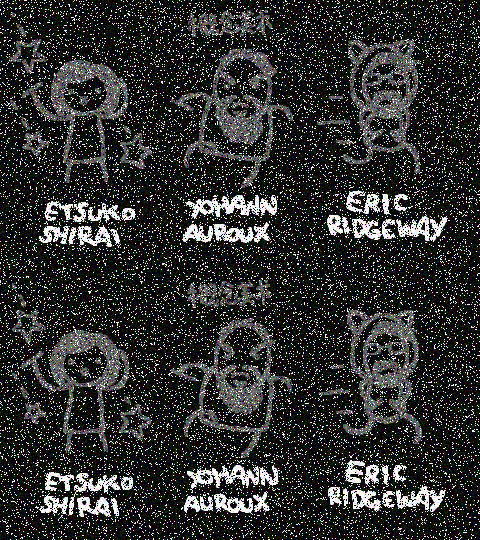 ETSUKO
SHIRAI
YOHANN
AUROUX
ERIC
RIDGEWAY
ETSUKO
SHIRAI
YOHANN
AUROUX
ERIC
RIDGEWAY